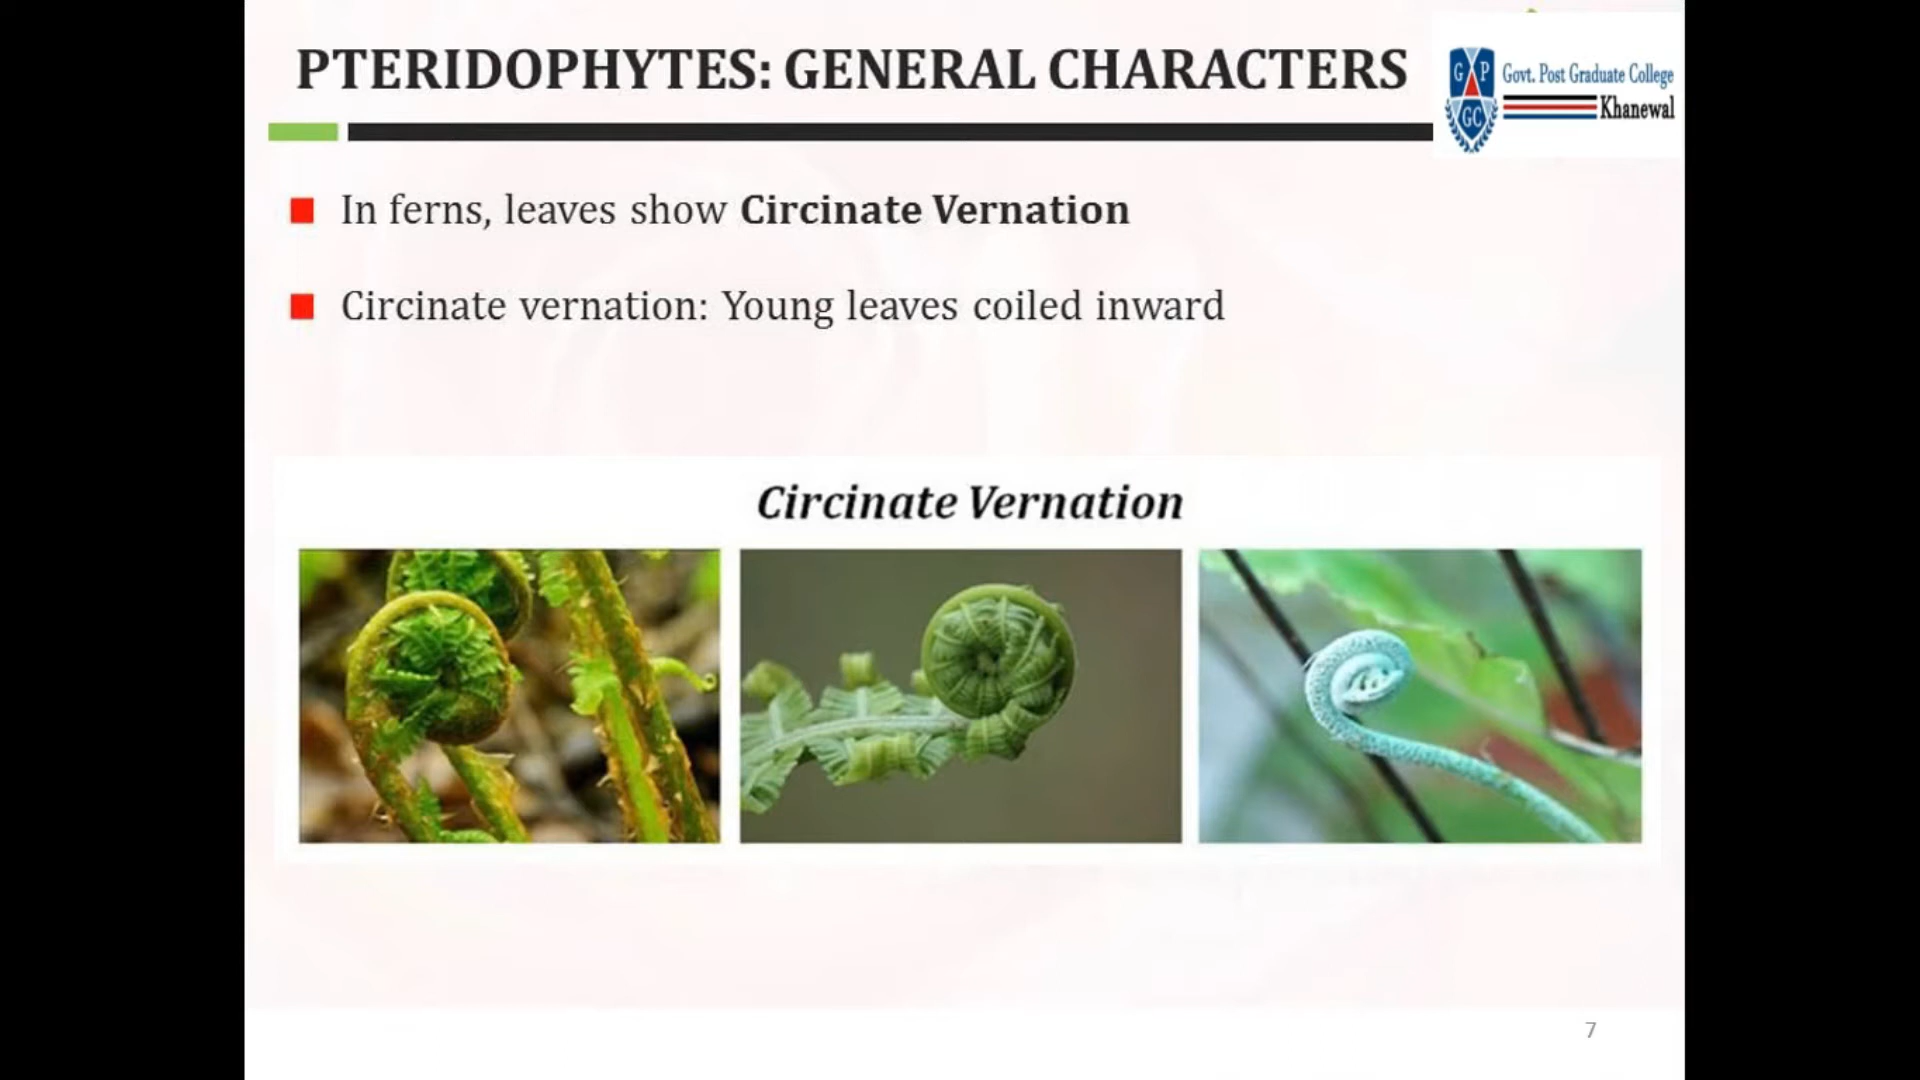 PTERIDOPHYTES: GENERAL CHARACTERS
G P
GC
Govt. Post Graduate College
Khanewal
In ferns, leaves show Circinate Vernation
Circinate vernation: Young leaves coiled inward
Circinate Vernation
7